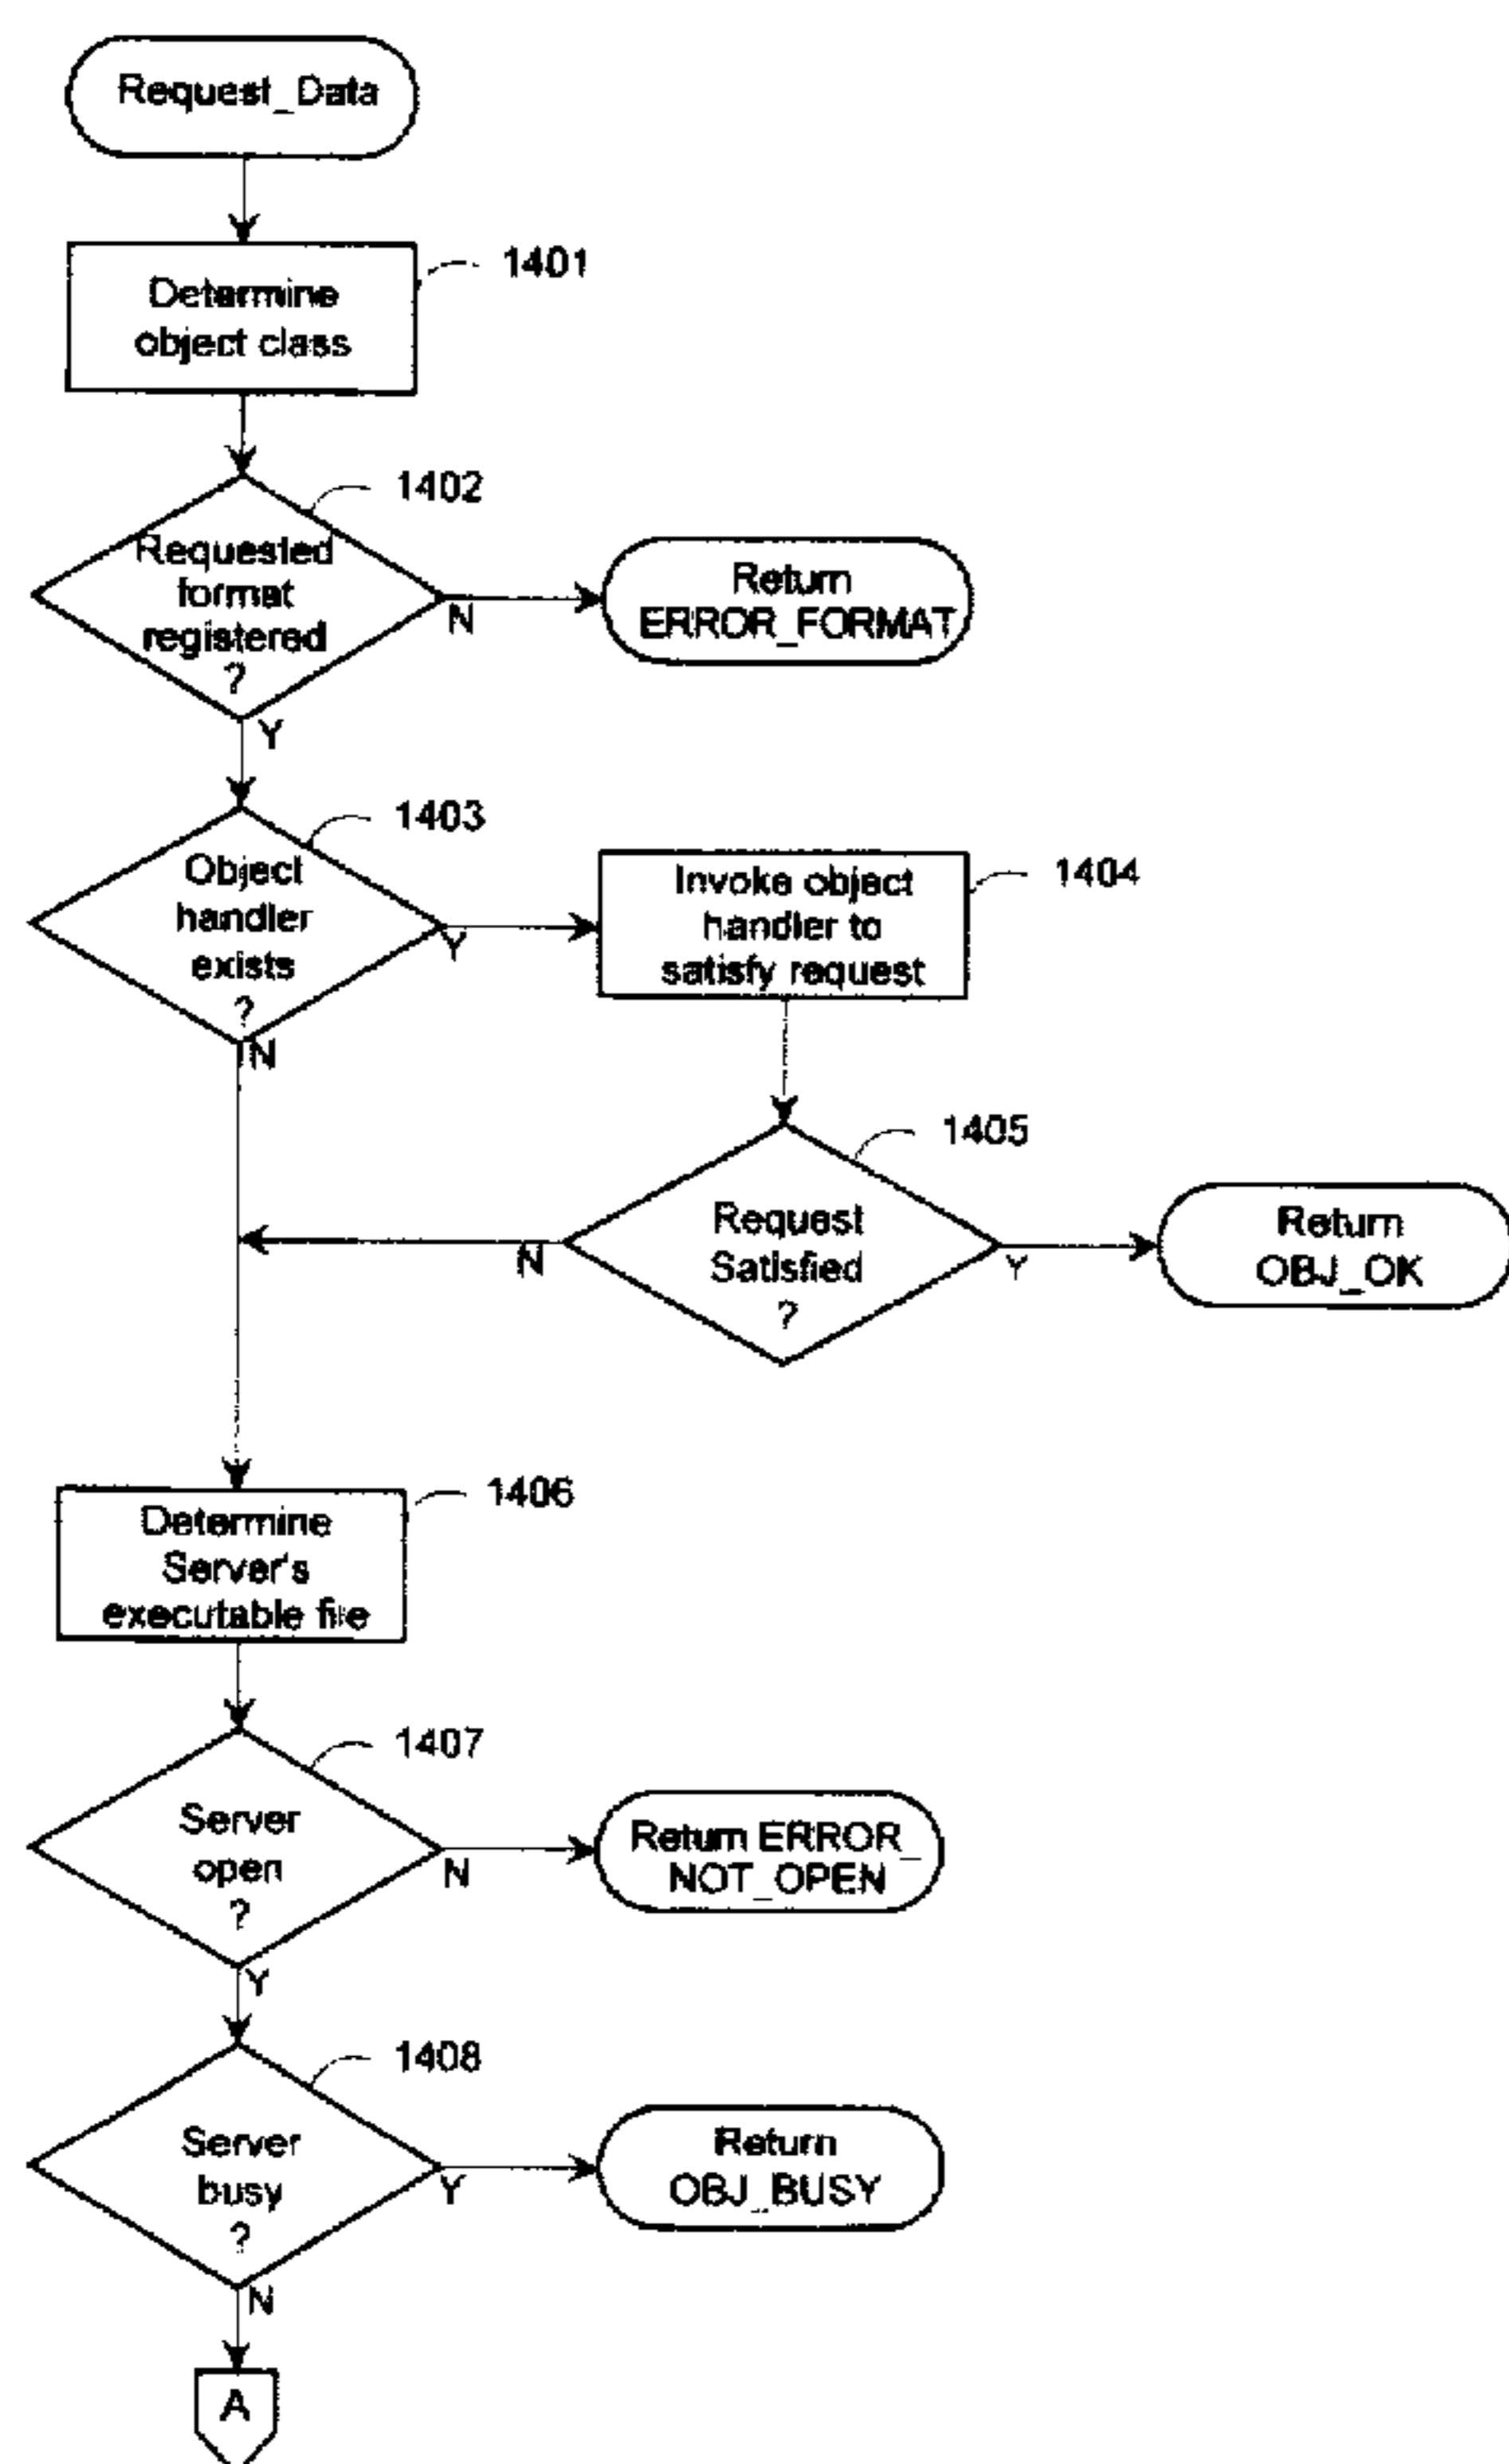 Request_Data
1401
Determine
object class
1402
Requested
format
registered
?
N
Return
ERROR_FORMAT
Y
1403
Object
handler
exists
?
Y
N
Invoke object
handler to
satisfy request
1404
1405
Request
Satisfied
?
N
Y
Return
OBJ_OK
1406
Determine
Server's
executable file
1407
Server
open
?
N
Return ERROR_
NOT_OPEN
Y
1408
Server
busy
?
Y
Return
OBJ_BUSY
N
A